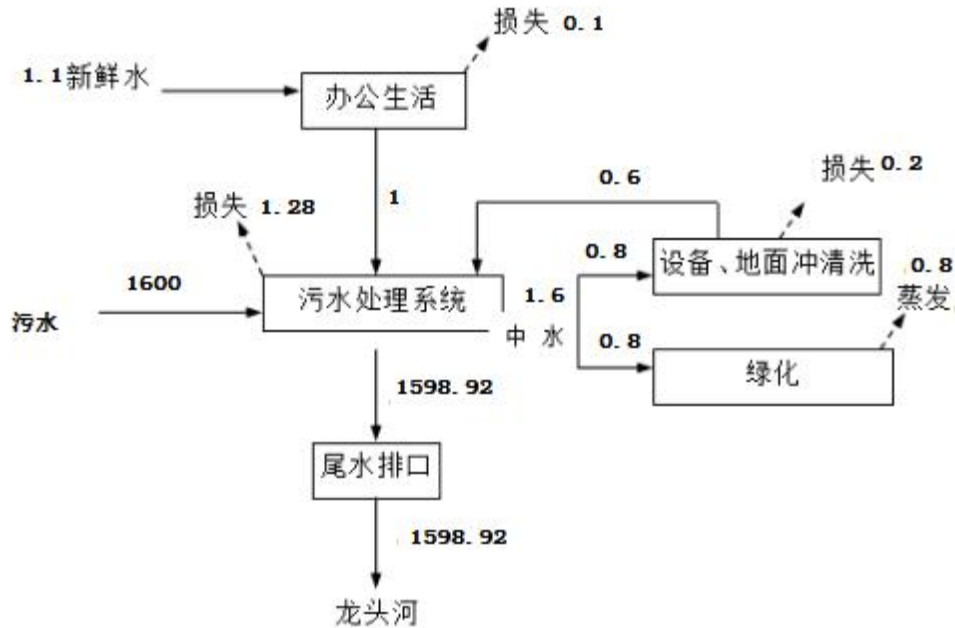 损失 0.1
1.1新鲜水
办公生活
损失 0.2
0.6
损失 1.28
1
0.8
设备、地面冲清洗
0.8
1600
污水处理系统
1.6
蒸发
污水
中 水
0.8
绿化
1598.92
尾水排口
1598.92
龙头河